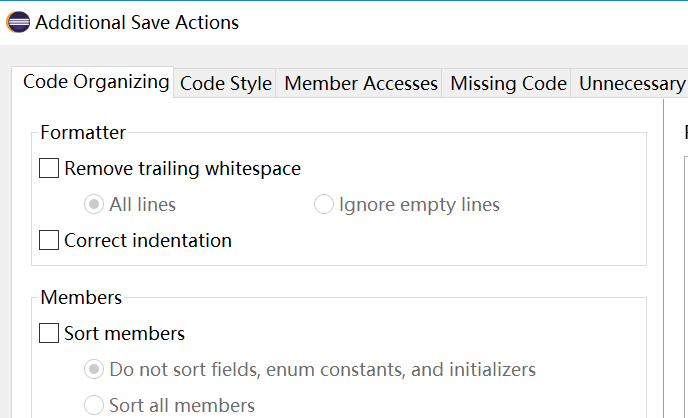 Additional Save Actions
Code Organizing Code Style Member Accesses Missing Code Unnecessary
Formatter
Remove trailing whitespace
All lines Ignore empty lines
Correct indentation
Members
Sort members
Do not sort fields, enum constants, and initializers
Sort all members